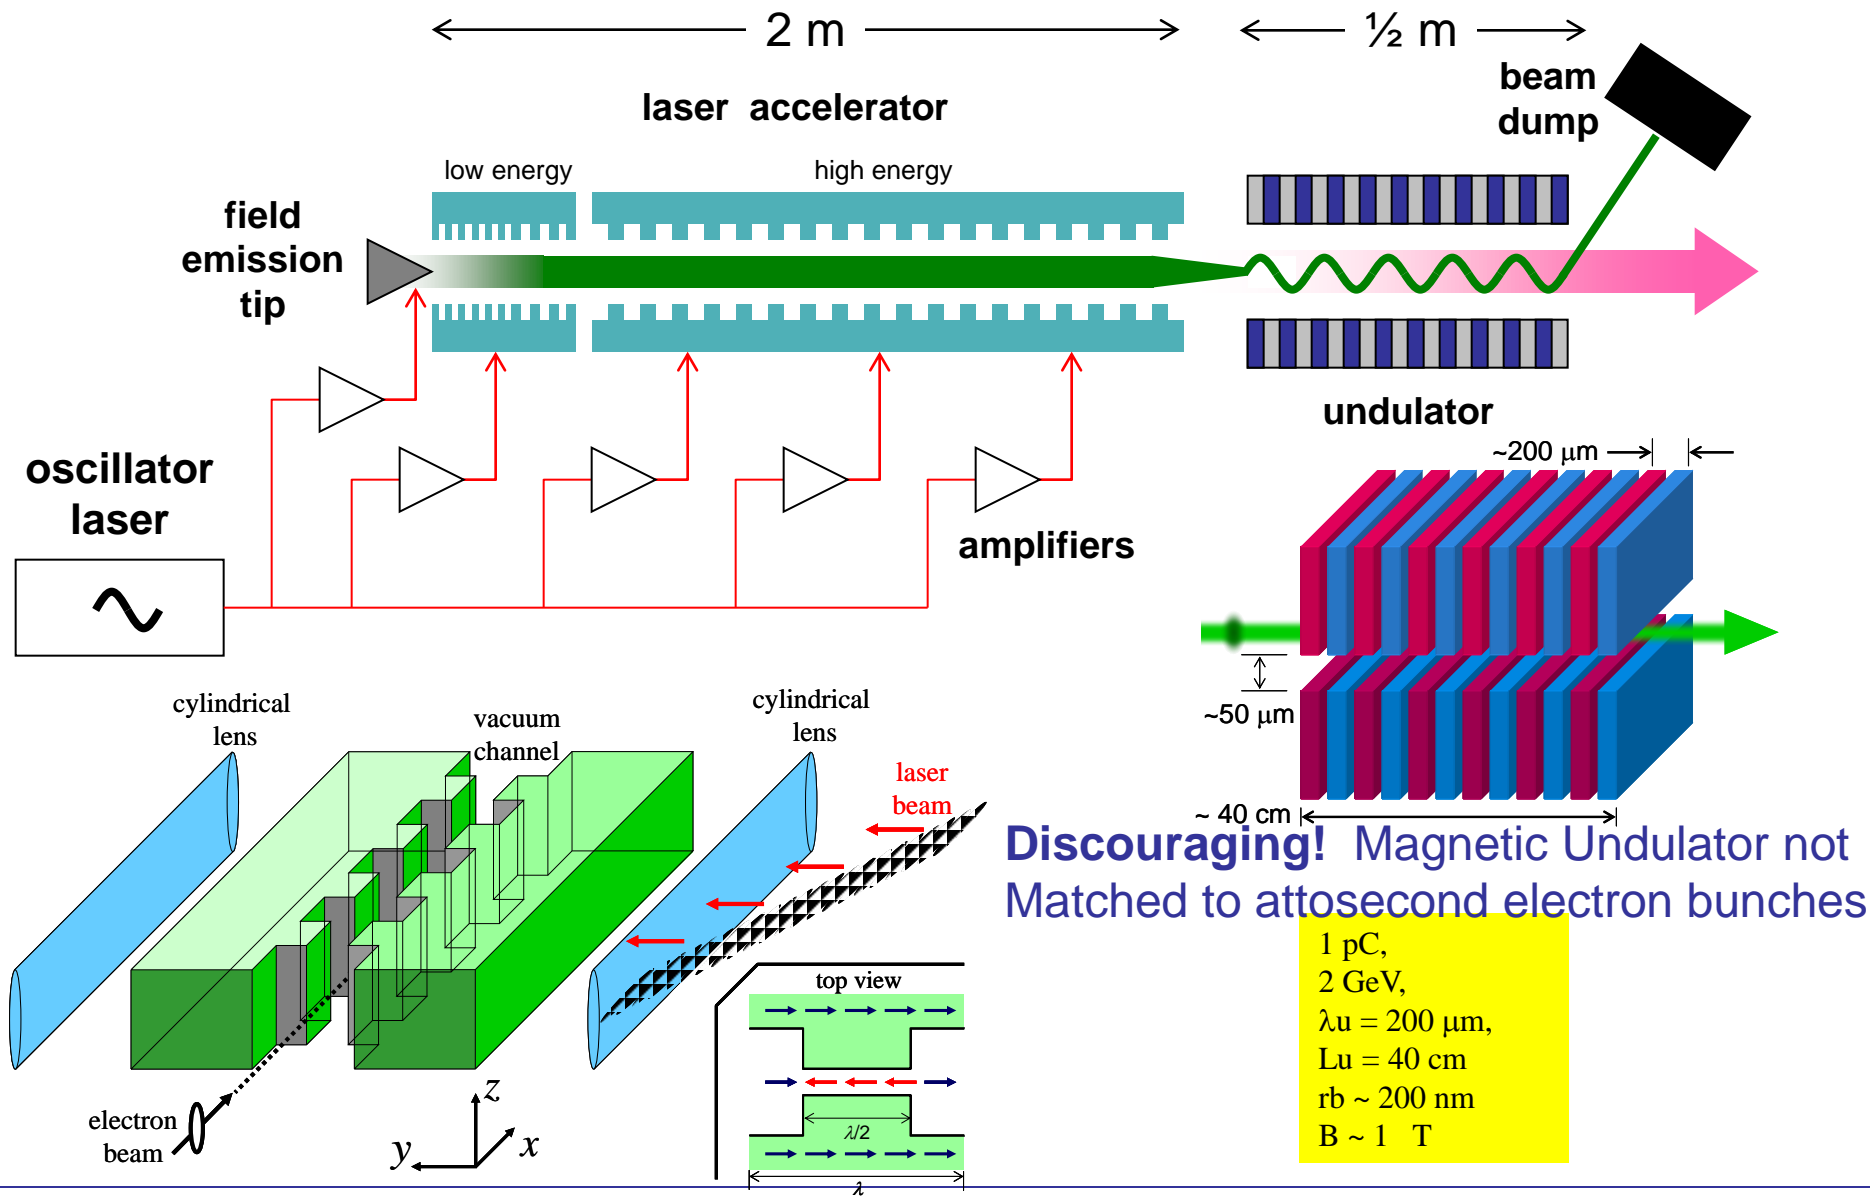 2 m
½ m
beam
dump
laser accelerator
low energy
high energy
field
emission
tip
undulator
oscillator
laser
amplifiers
~200 μm
~50 μm
~ 40 cm
cylindrical
lens
vacuum
channel
cylindrical
lens
laser
beam
electron
beam
z
y
x
top view
λ/2
λ
Discouraging! Magnetic Undulator not
Matched to attosecond electron bunches
1 pC,
2 GeV,
λu = 200 μm,
Lu = 40 cm
rb ~ 200 nm
B ~ 1 T